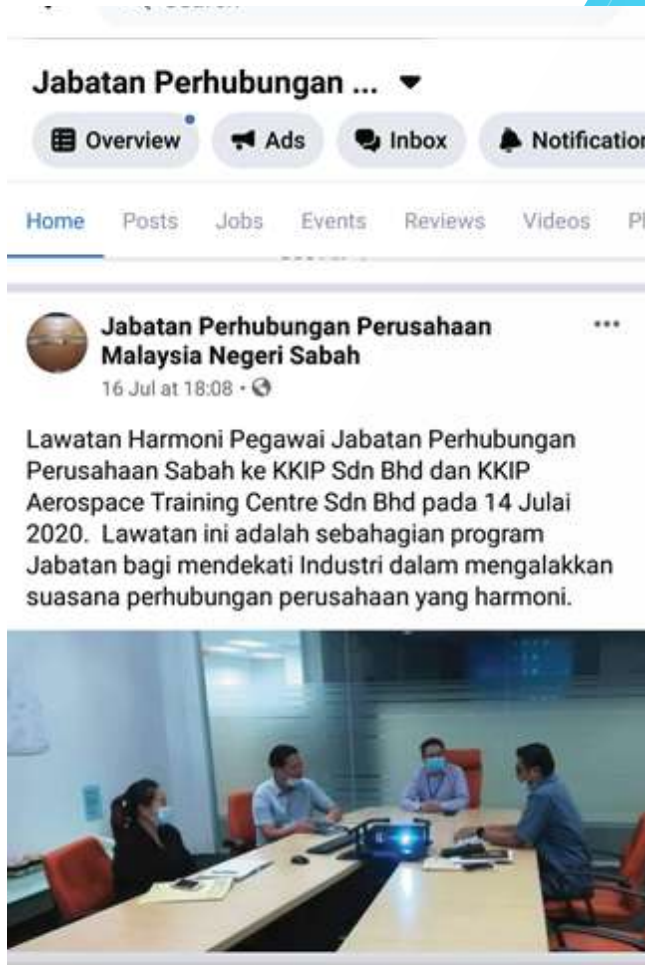 Jabatan Perhubungan ...
Overview
Ads
Inbox
Notification
Home
Posts
Jobs
Events
Reviews
Videos
Jabatan Perhubungan Perusahaan
Malaysia Negeri Sabah
16 Jul at 18:08 •
Lawatan Harmoni Pegawai Jabatan Perhubungan
Perusahaan Sabah ke KKIP Sdn Bhd dan KKIP
Aerospace Training Centre Sdn Bhd pada 14 Julai
2020. Lawatan ini adalah sebahagian program
Jabatan bagi mendekati Industri dalam mengalakkan
suasana perhubungan perusahaan yang harmoni.